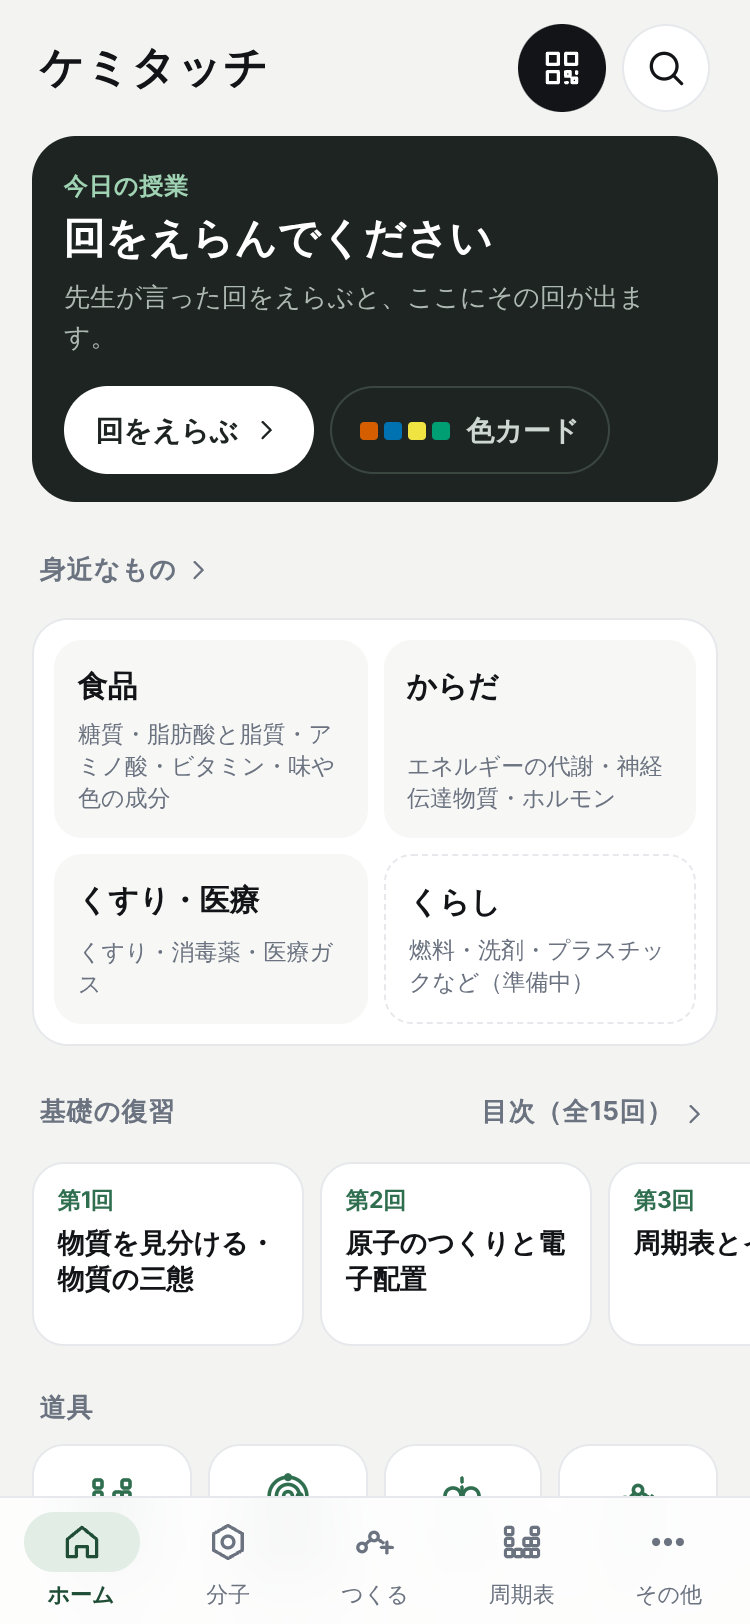 ケミタッチ
今日の授業
回をえらんでください
先生が言った回をえらぶと、ここにその回が出ま
す。
回をえらぶ
色カード
身近なもの
食品
糖質・脂肪酸と脂質・ア
ミノ酸・ビタミン・味や
色の成分
からだ
エネルギーの代謝・神経
伝達物質・ホルモン
くすり・医療
くすり・消毒薬・医療ガ
ス
くらし
燃料・洗剤・プラスチッ
クなど（準備中）
基礎の復習
目次（全15回）
第1回
物質を見分ける・
物質の三態
第2回
原子のつくりと電
子配置
第3回
周期表と
道具
ホーム
分子
つくる
周期表
その他